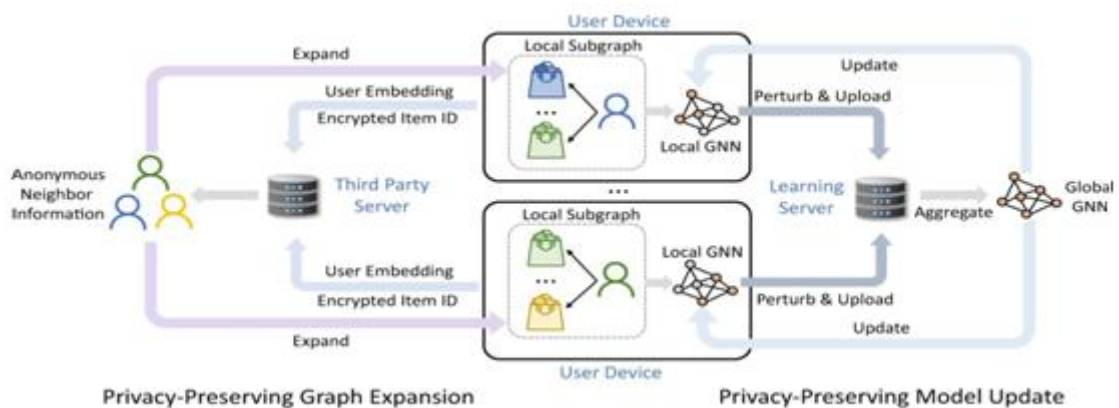 User Device
Local Subgraph
Expand
Update
User Embedding
Encrypted Item ID
...
Perturb & Upload
Local GNN
Anonymous
Neighbor
Information
Third Party
Server
...
Learning
Server
Aggregate
Global
GNN
Local Subgraph
Local GNN
User Embedding
Encrypted Item ID
...
Perturb & Upload
Update
Expand
User Device
Privacy-Preserving Graph Expansion
Privacy-Preserving Model Update